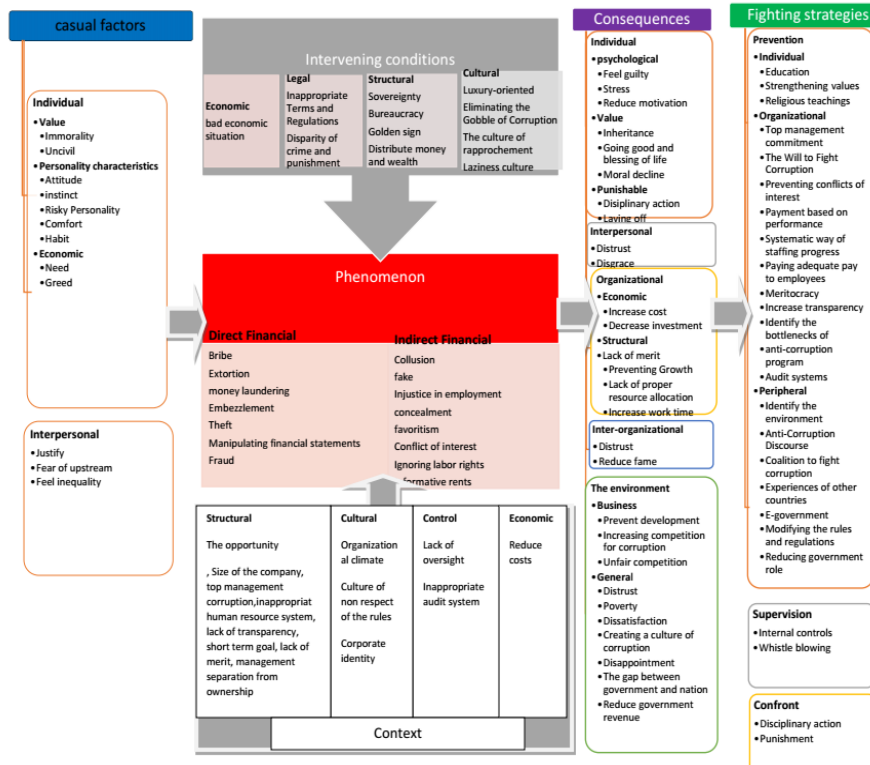 casual factors
Individual
•Value
•Immorality
•Uncivil
•Personality characteristics
•Attitude
•instinct
•Risky Personality
•Comfort
•Habit
•Economic
•Need
•Greed
Interpersonal
•Justify
•Fear of upstream
•Feel inequality
Intervening conditions
Economic
bad economic
situation
Legal
Inappropriate
Terms and
Regulations
Disparity of
crime and
punishment
Structural
Sovereignty
Bureaucracy
Golden sign
Distribute money
and wealth
Cultural
Luxury-oriented
Eliminating the
Gobble of Corruption
The culture of
rapprochement
Laziness culture
Phenomenon
Direct Financial
Bribe
Extortion
money laundering
Embezzlement
Theft
Manipulating financial statements
Fraud
Indirect Financial
Collusion
fake
Injustice in employment
concealment
favoritism
Conflict of interest
Ignoring labor rights
rents
Structural
The opportunity
, Size of the company,
top management
corruption,inappropriat
human resource system,
lack of transparency,
short term goal, lack of
merit, management
separation from
ownership
Cultural
Organization
al climate
Culture of
non respect
of the rules
Corporate
identity
Control
Lack of
oversight
Inappropriate
audit system
Economic
Reduce
costs
Context
Consequences
Individual
•psychological
•Feel guilty
•Stress
•Reduce motivation
•Value
•Inheritance
•Going good and
blessing of life
•Moral decline
•Punishable
•Disiplinary action
•Laying off
Interpersonal
•Distrust
•Disgrace
Organizational
•Economic
•Increase cost
•Decrease investment
•Structural
•Lack of merit
•Preventing Growth
•Lack of proper
resource allocation
•Increase work time
Inter-organizational
•Distrust
•Reduce fame
The environment
•Business
•Prevent development
•Increasing competition
for corruption
•Unfair competition
•General
•Distrust
•Poverty
•Dissatisfaction
•Creating a culture of
corruption
•Disappointment
•The gap between
government and nation
•Reduce government
revenue
Fighting strategies
Prevention
•Individual
•Education
•Strengthening values
•Religious teachings
•Organizational
•Top management
commitment
•The Will to Fight
Corruption
•Preventing conflicts of
interest
•Payment based on
performance
•Systematic way of
staffing progress
•Paying adequate pay
to employees
•Meritocracy
•Increase transparency
•Identify the
bottlenecks of
•anti-corruption
program
•Audit systems
•Peripheral
•Identify the
environment
•Anti-Corruption
Discourse
•Coalition to fight
corruption
•Experiences of other
countries
•E-government
•Modifying the rules
and regulations
•Reducing government
role
Supervision
•Internal controls
•Whistle blowing
Confront
•Disciplinary action
•Punishment